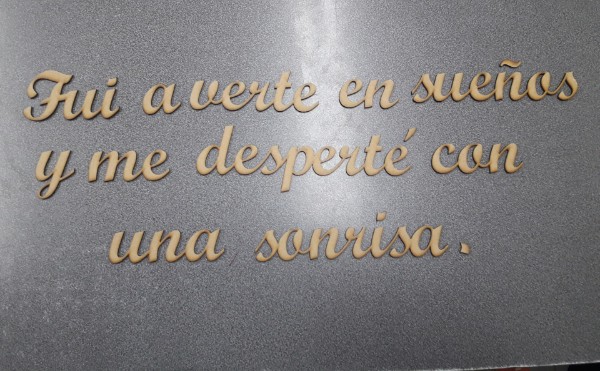 Fui a verte en sueños
y me desperté con
una sonrisa.